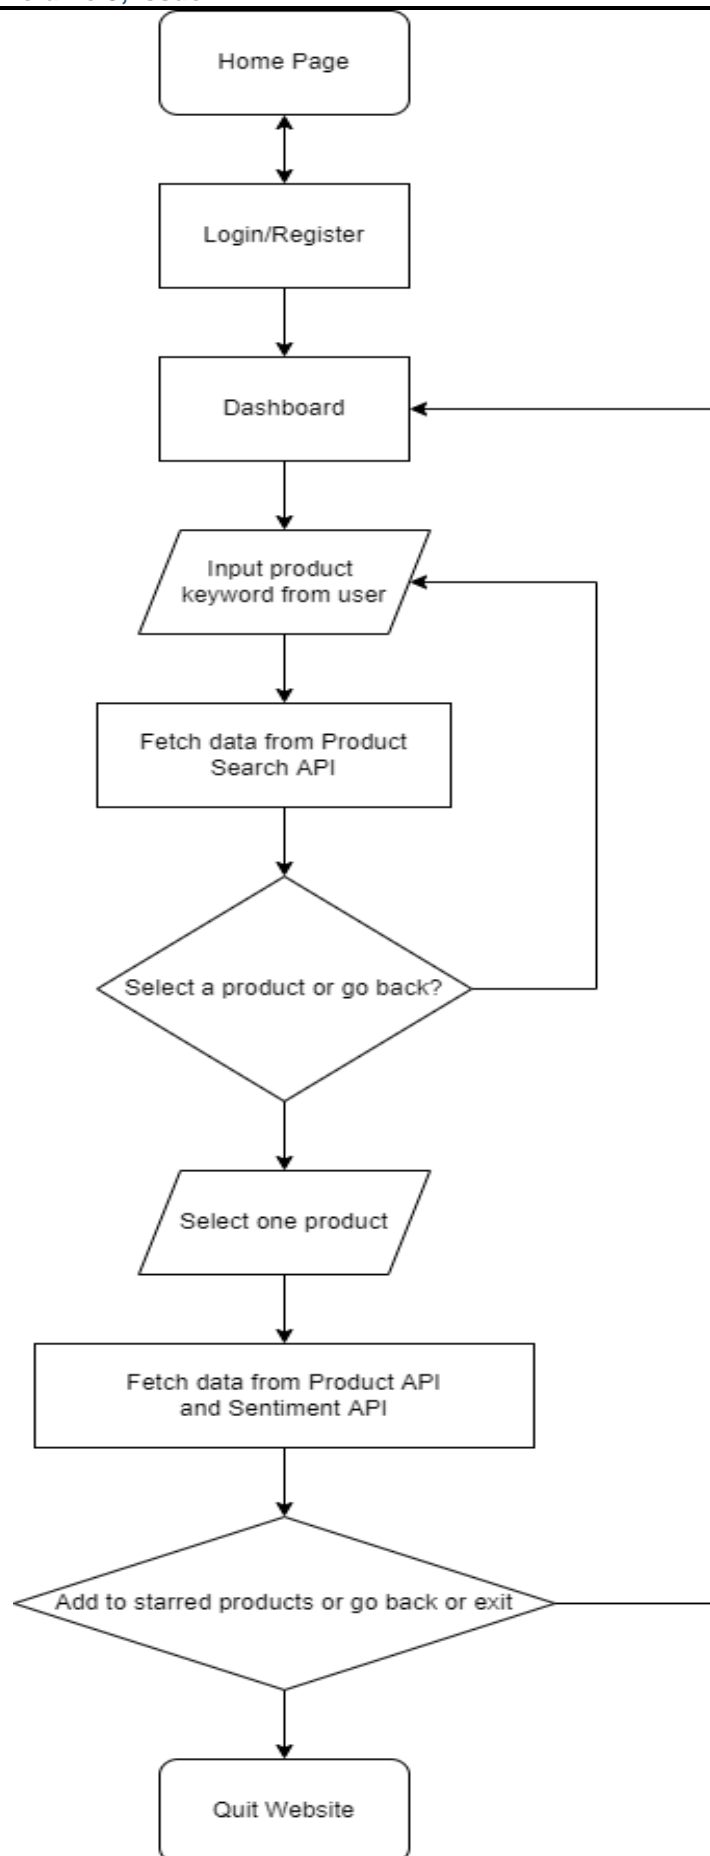 Home Page
Login/Register
Dashboard
Input product
keyword from user
Fetch data from Product
Search API
Select a product or go back?
Select one product
Fetch data from Product API
and Sentiment API
Add to starred products or go back or exit
Quit Website